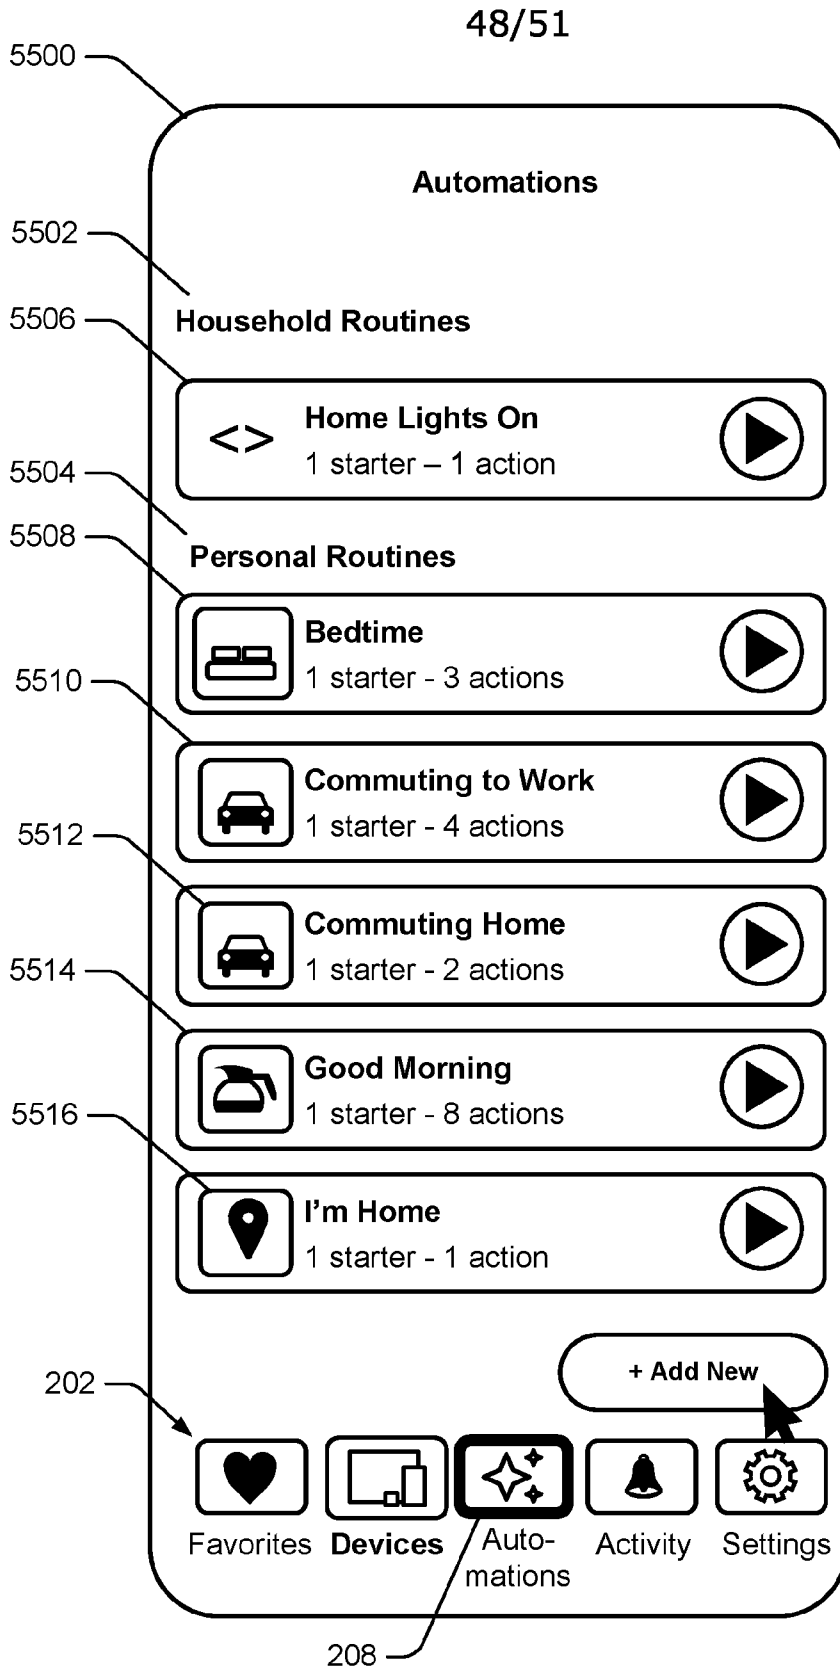 48/51
5500
Automations
5502
Household Routines
5506
<> Home Lights On
1 starter – 1 action
5504
Personal Routines
5508
Bedtime
1 starter - 3 actions
5510
Commuting to Work
1 starter - 4 actions
5512
Commuting Home
1 starter - 2 actions
5514
Good Morning
1 starter - 8 actions
5516
I’m Home
1 starter - 1 action
+ Add New
202
Favorites
Devices
Auto-
mations
Activity
Settings
208